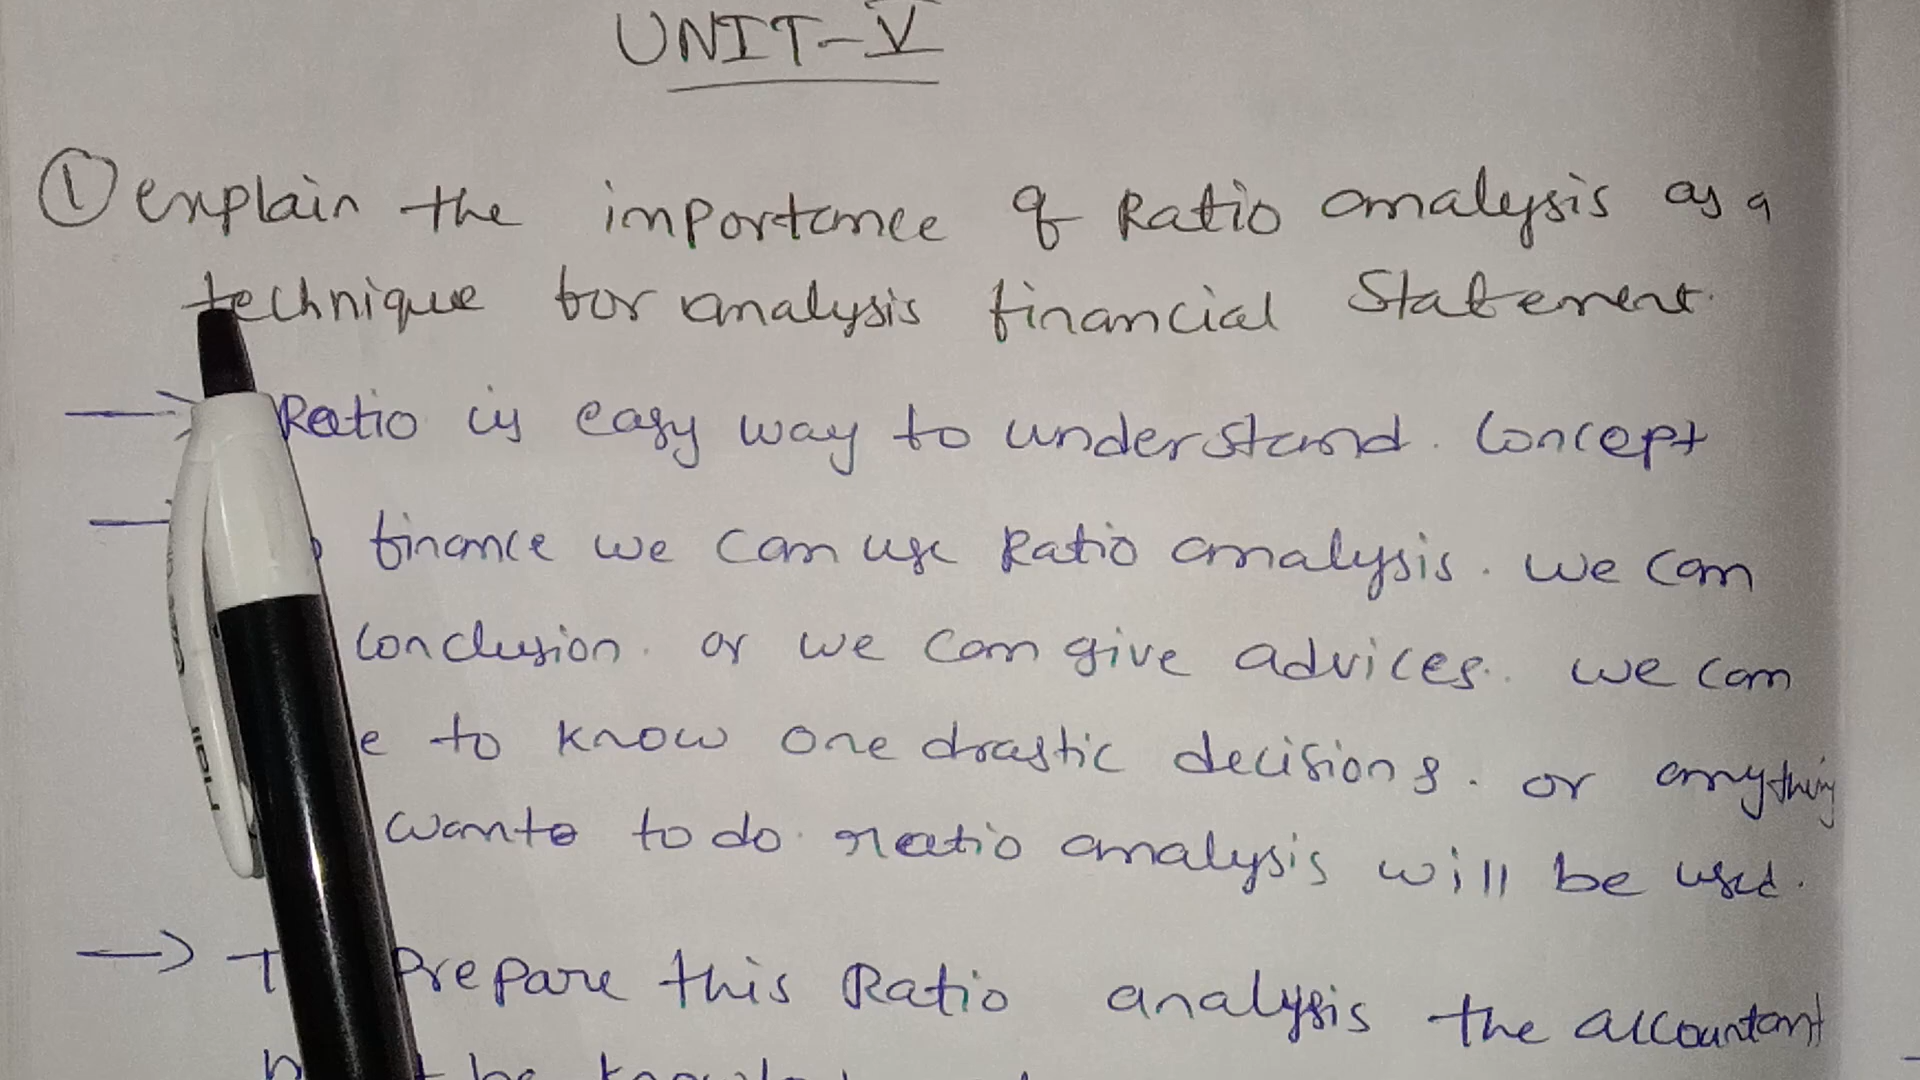 UNIT-V
① explain the importance of Ratio analysis as a
technique for analysis financial Statement.
→ Ratio is easy way to understand. Concept
finance we can use Ratio analysis. we can
conclusion. or we can give advices. we can
to know one drastic decisions. or anything
wants to do ratio analysis will be used.
→ Prepare this Ratio analysis the accountant
be